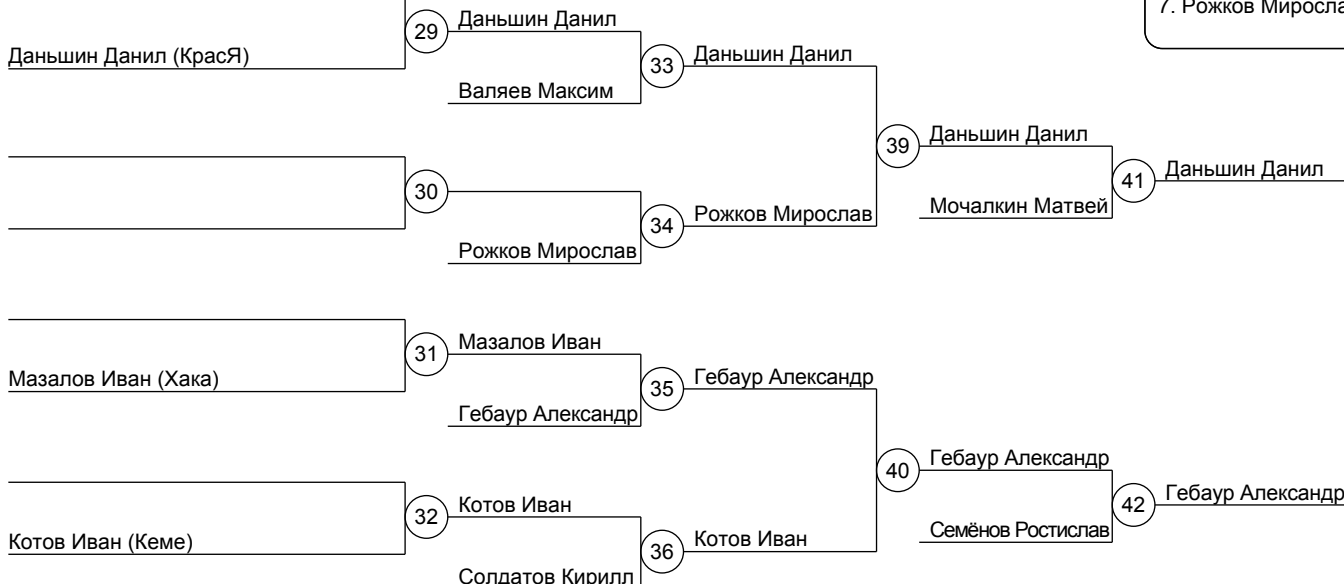 7. Рожков
Даньшин Данил
29
Даньшин Данил (КрасЯ)
Даньшин Данил
33
Валяев Максим
Даньшин Данил
39
30
Даньшин Данил
41
Мочалкин Матвей
Рожков Мирослав
34
Рожков Мирослав
Мазалов Иван
31
Мазалов Иван (Хака)
Гебаур Александр
35
Гебаур Александр
Гебаур Александр
40
Гебаур Александр
42
Котов Иван
32
Семёнов Ростислав
Котов Иван (Кеме)
Котов Иван
36
Солдатов Кирилл